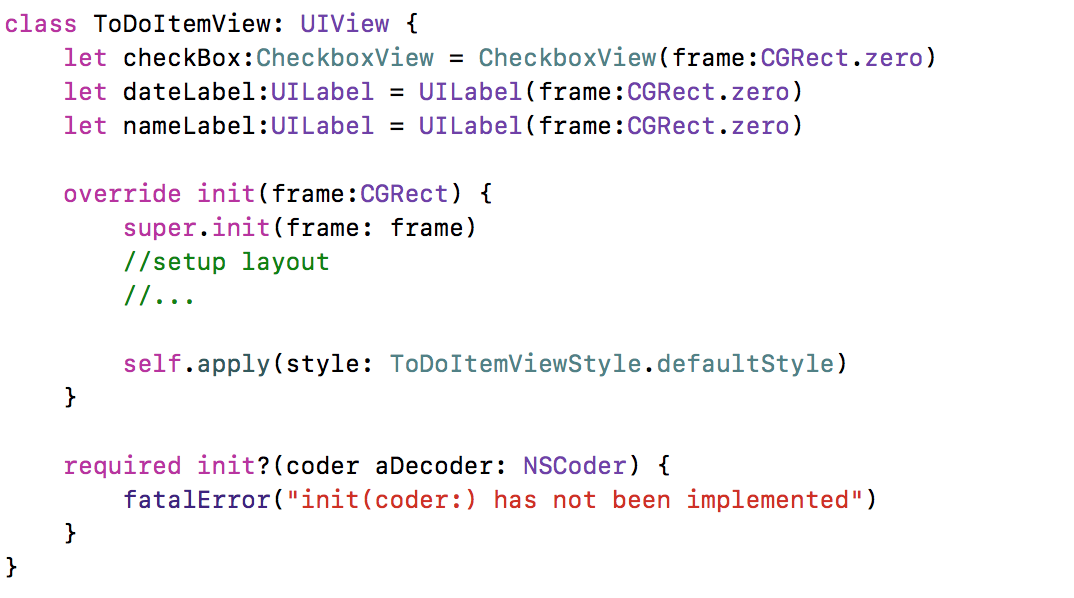 class ToDoItemView: UIView {
    let checkBox:CheckboxView = CheckboxView(frame:CGRect.zero)
    let dateLabel:UILabel = UILabel(frame:CGRect.zero)
    let nameLabel:UILabel = UILabel(frame:CGRect.zero)

    override init(frame:CGRect) {
        super.init(frame: frame)
        //setup layout
        //...

        self.apply(style: ToDoItemViewStyle.defaultStyle)
    }

    required init?(coder aDecoder: NSCoder) {
        fatalError("init(coder:) has not been implemented")
    }
}